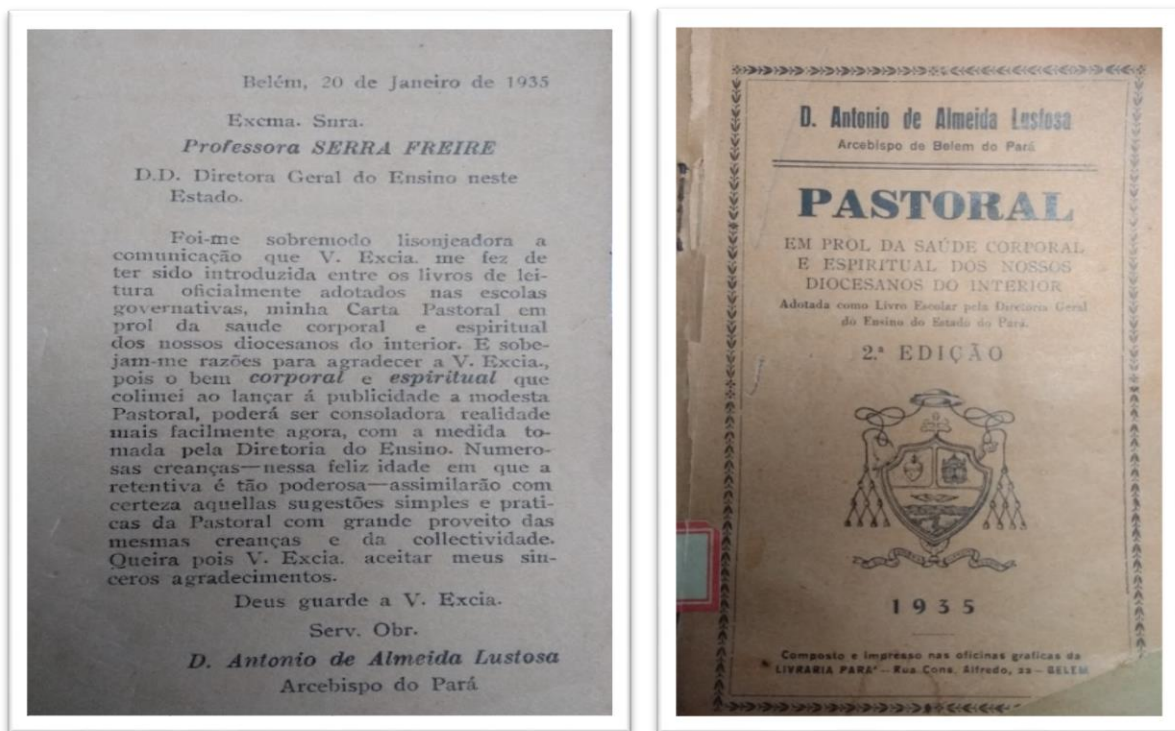 Belém, 20 de Janeiro de 1935
Excma. Snra.
Professora SERRA FREIRE
D.D. Diretora Geral do Ensino neste
Estado.
Foi-me sobremodo lisonjeadora a
comunicação que V. Excia. me fez de
ter sido introduzida entre os livros de lei-
tura oficialmente adotados nas escolas
governativas, minha Carta Pastoral em
prol da saude corporal e espiritual
dos nossos diocesanos do interior. E sobe-
jam-me razões para agradecer a V. Excia.,
pois o bem corporal e espiritual que
colimei ao lançar á publicidade a modesta
Pastoral, poderá ser consoladora realidade
mais facilmente agora, com a medida to-
mada pela Diretoria do Ensino. Numero-
sas creanças—nessa feliz idade em que a
retentiva é tão poderosa—assimilarão com
certeza aquellas sugestões simples e prati-
cas da Pastoral com grande proveito das
mesmas creanças e da collectividade.
Queira pois V. Excia. aceitar meus sin-
ceros agradecimentos.
Deus guarde a V. Excia.
Serv. Obr.
D. Antonio de Almeida Lustosa
Arcebispo do Pará
D. Antonio de Almeida Lustosa
Arcebispo de Belem do Pará
PASTORAL
EM PROL DA SAÚDE CORPORAL
E ESPIRITUAL DOS NOSSOS
DIOCESANOS DO INTERIOR
Adotada como Livro Escolar pela Diretoria Geral
do Ensino do Estado do Pará.
2.ª EDIÇÃO
1935
Composto e impresso nas oficinas graficas da
LIVRARIA PARA' — Rua Cons. Alfredo, 22 — BELEM